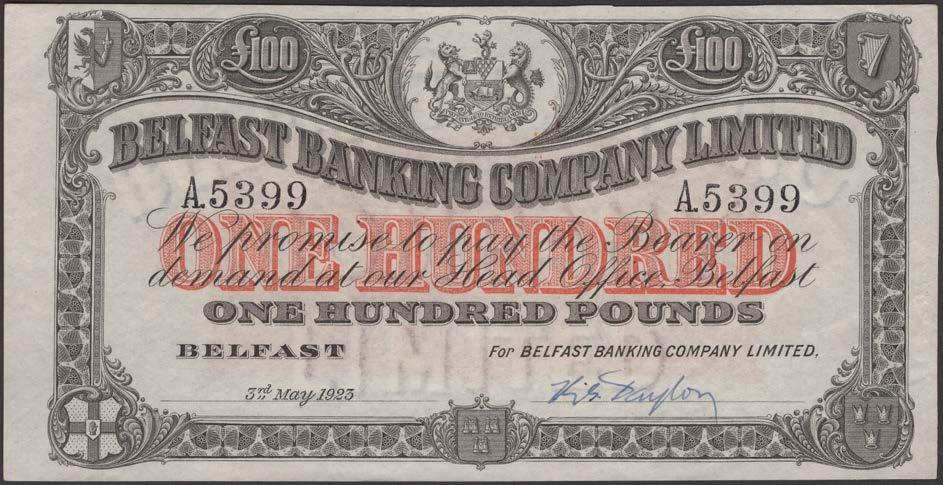 £100 £100
BELFAST BANKING COMPANY LIMITED
A.5399 A.5399
ONE HUNDRED
We promise to pay the Bearer on
demand at our Head Office, Belfast
ONE HUNDRED POUNDS
BELFAST For BELFAST BANKING COMPANY LIMITED.
3rd May 1923